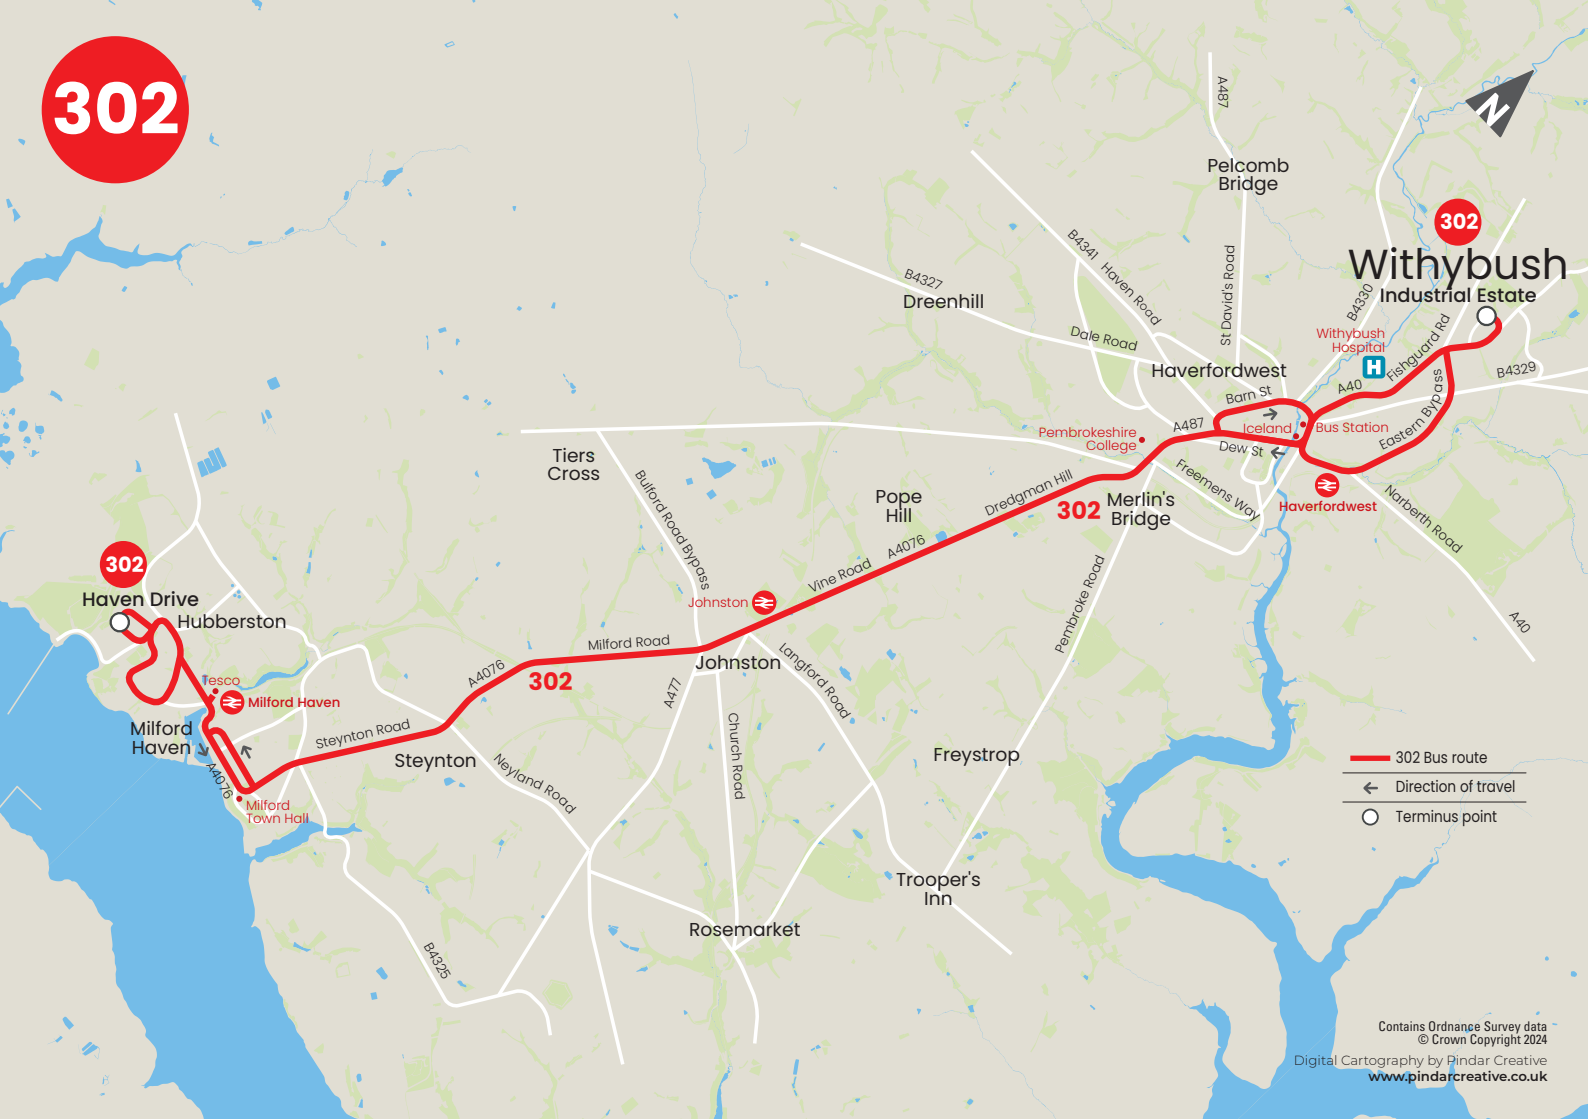 302
A487
N
Pelcomb
Bridge
302
B4341
Haven Road
St David's Road
Withybush
Industrial Estate
B4327
Dreenhill
B4330
Withybush
Hospital
H
Fishguard Rd
Dale Road
Haverfordwest
B4329
A40
Barn St
Eastern Bypass
A487
Iceland
Bus Station
Pembrokeshire
College
Dew St
Tiers
Cross
Bulford Road Bypass
Pope
Hill
Dredgman Hill
302
Merlin's
Bridge
Freemens Way
Haverfordwest
Narberth Road
A4076
Vine Road
302
Haven Drive
Hubberston
Johnston
Pembroke Road
A40
Milford Road
Johnston
Langford Road
A4076
302
Tesco
Milford Haven
A477
Church Road
Milford
Haven
Steynton Road
Steynton
Neyland Road
Freystrop
A4076
Milford
Town Hall
302 Bus route
Direction of travel
Terminus point
Trooper's
Inn
Rosemarket
B4325
Contains Ordnance Survey data
© Crown Copyright 2024
Digital Cartography by Pindar Creative
www.pindarcreative.co.uk